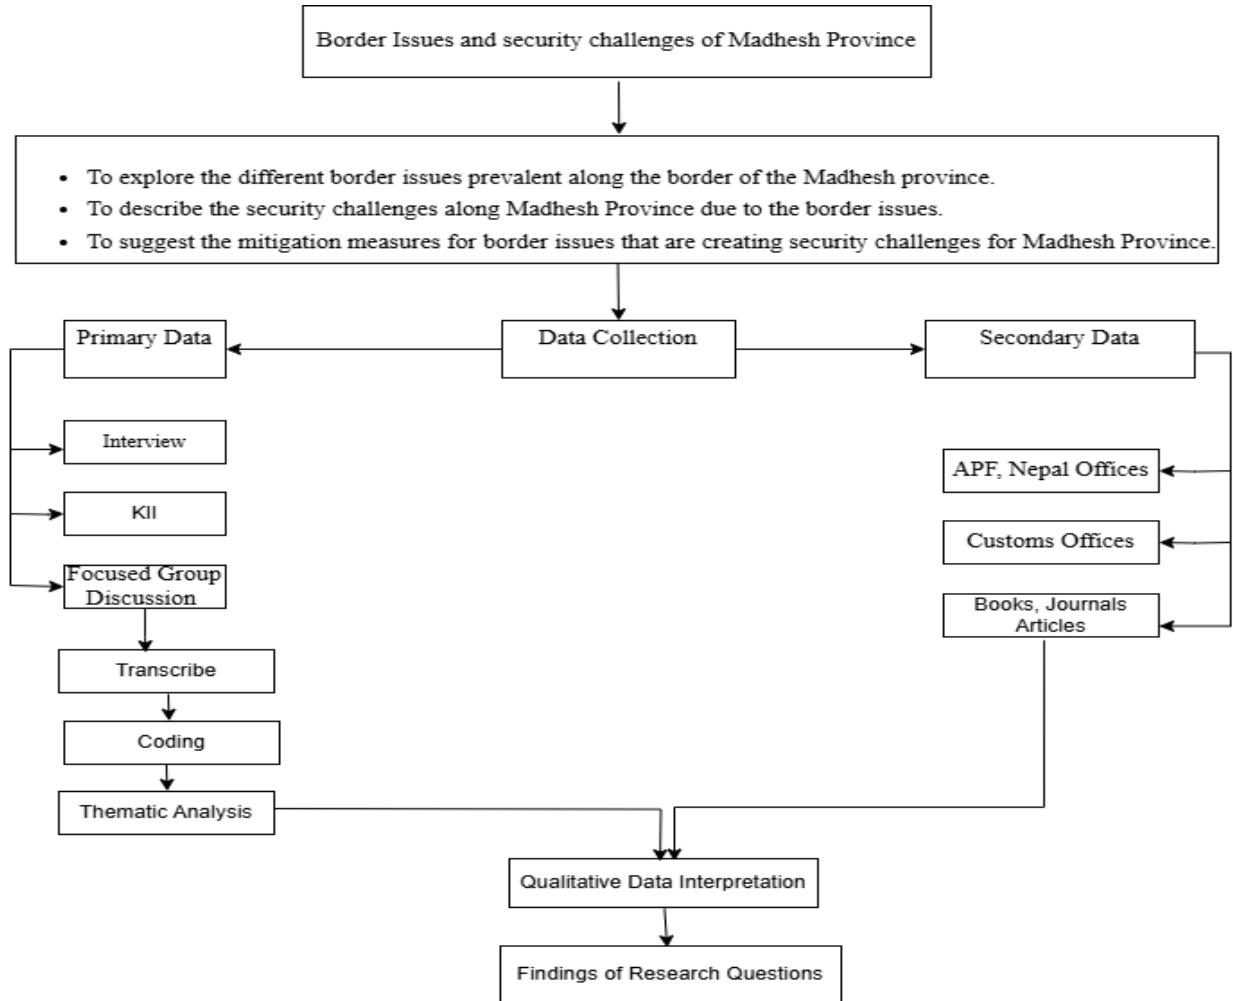 Border Issues and security challenges of Madhesh Province
• To explore the different border issues prevalent along the border of the Madhesh province.
• To describe the security challenges along Madhesh Province due to the border issues.
• To suggest the mitigation measures for border issues that are creating security challenges for Madhesh Province.
Primary Data
Data Collection
Secondary Data
Interview
KII
Focused Group
Discussion
Transcribe
Coding
Thematic Analysis
APF, Nepal Offices
Customs Offices
Books, Journals
Articles
Qualitative Data Interpretation
Findings of Research Questions